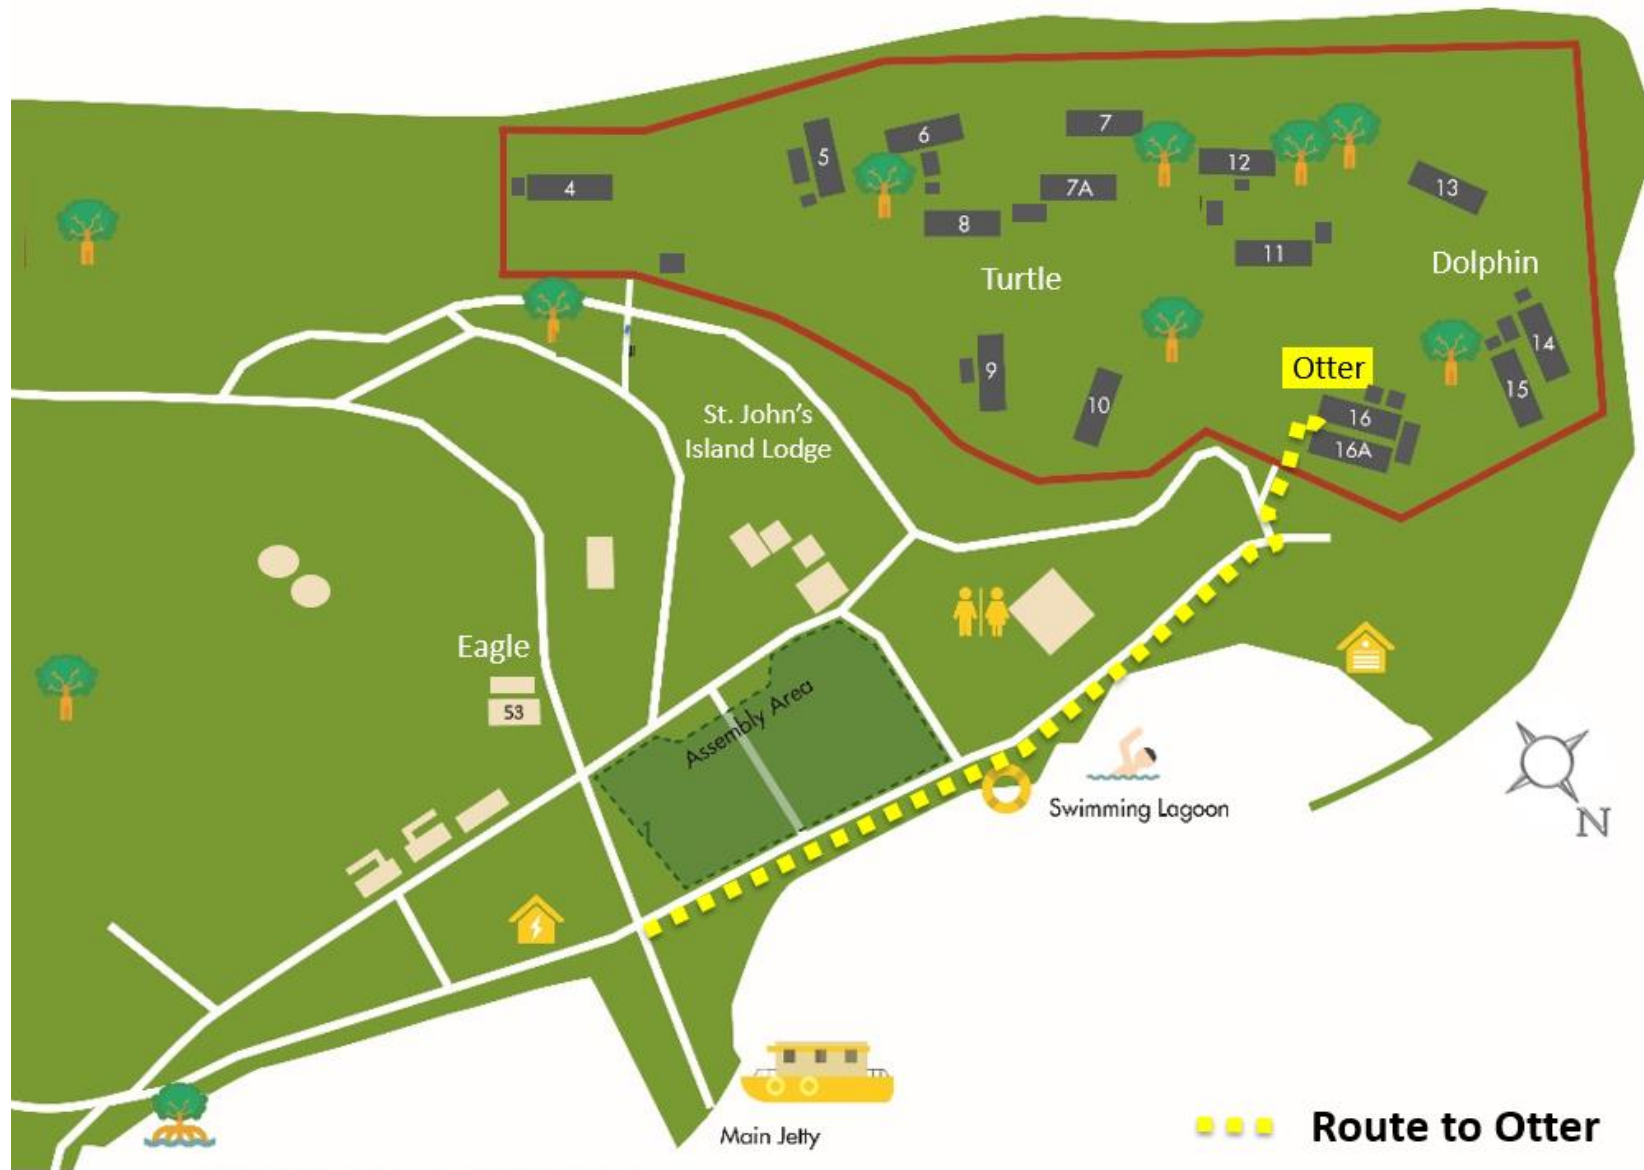 4
5
6
7
7A
8
12
11
13
Turtle
Dolphin
9
10
Otter
14
15
16
16A
St. John's
Island Lodge
Eagle
53
Assembly Area
Swimming Lagoon
N
Main Jetty
Route to Otter